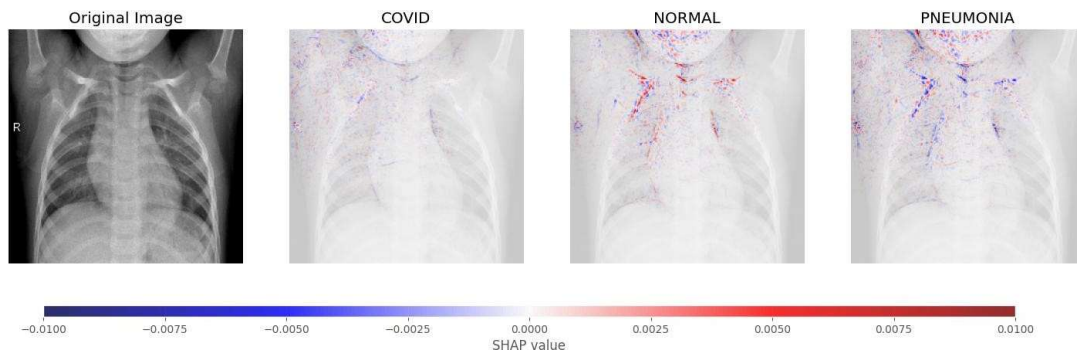 Original Image
COVID
NORMAL
PNEUMONIA
R
−0.0100
−0.0075
−0.0050
−0.0025
0.0000
0.0025
0.0050
0.0075
0.0100
SHAP value